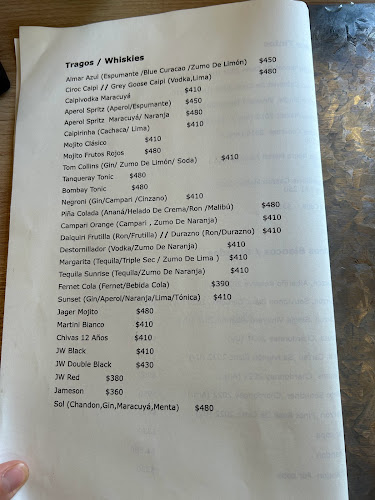 Tragos / Whiskies
Almar Azul (Espumante /Blue Curacao /Zumo De Limón) $450
Ciroc Caipi // Grey Goose Caipi (Vodka,Lima) $480
Caipivodka Maracuyá $410
Aperol Spritz (Aperol/Espumante) $450
Aperol Spritz Maracuyá/ Naranja $480
Caipirinha (Cachaca/ Lima) $410
Mojito Clásico $410
Mojito Frutos Rojos $480
Tom Collins (Gin/ Zumo De Limón/ Soda) $410
Tanqueray Tonic $480
Bombay Tonic $480
Negroni (Gin/Campari /Cinzano) $410
Piña Colada (Ananá/Helado De Crema/Ron /Malibú) $480
Campari Orange (Campari , Zumo De Naranja) $410
Daiquiri Frutilla (Ron/Frutilla) // Durazno (Ron/Durazno) $410
Destornillador (Vodka/Zumo De Naranja) $410
Margarita (Tequila/Triple Sec / Zumo De Lima ) $410
Tequila Sunrise (Tequila/Zumo De Naranja) $410
Fernet Cola (Fernet/Bebida Cola) $390
Sunset (Gin/Aperol/Naranja/Lima/Tónica) $410
Jager Mojito $480
Martini Bianco $410
Chivas 12 Años $410
JW Black $410
JW Double Black $430
JW Red $380
Jameson $360
Sol (Chandon,Gin,Maracuyá,Menta) $480